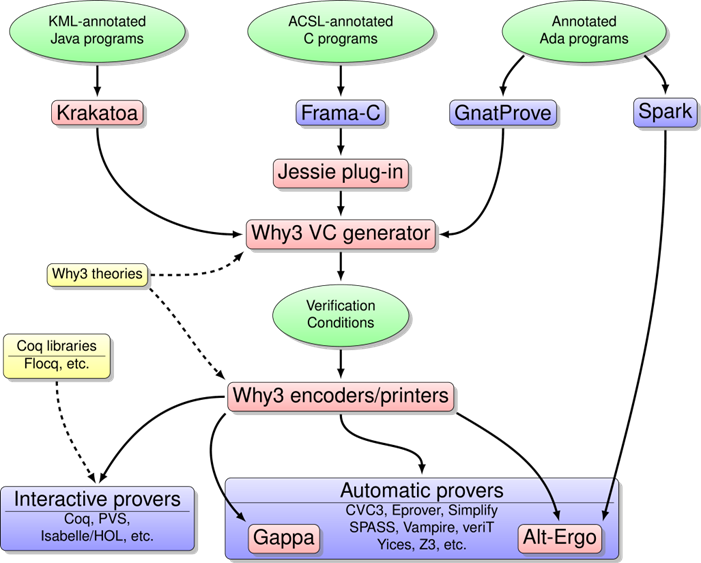 KML-annotated
Java programs
ACSL-annotated
C programs
Annotated
Ada programs
Krakatoa
Frama-C
GnatProve
Spark
Jessie plug-in
Why3 VC generator
Why3 theories
Verification
Conditions
Coq libraries
Flocq, etc.
Why3 encoders/printers
Interactive provers
Coq, PVS,
Isabelle/HOL, etc.
Automatic provers
CVC3, Eprover, Simplify
SPASS, Vampire, veriT
Yices, Z3, etc.
Gappa
Alt-Ergo